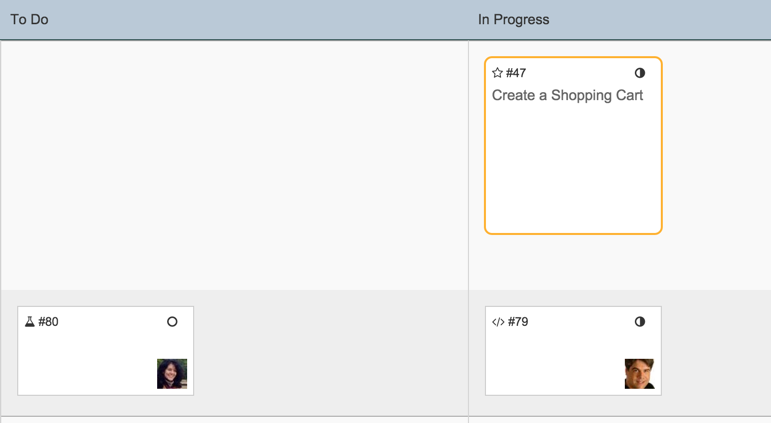 To Do
In Progress
#47
Create a Shopping Cart
#80
</> #79